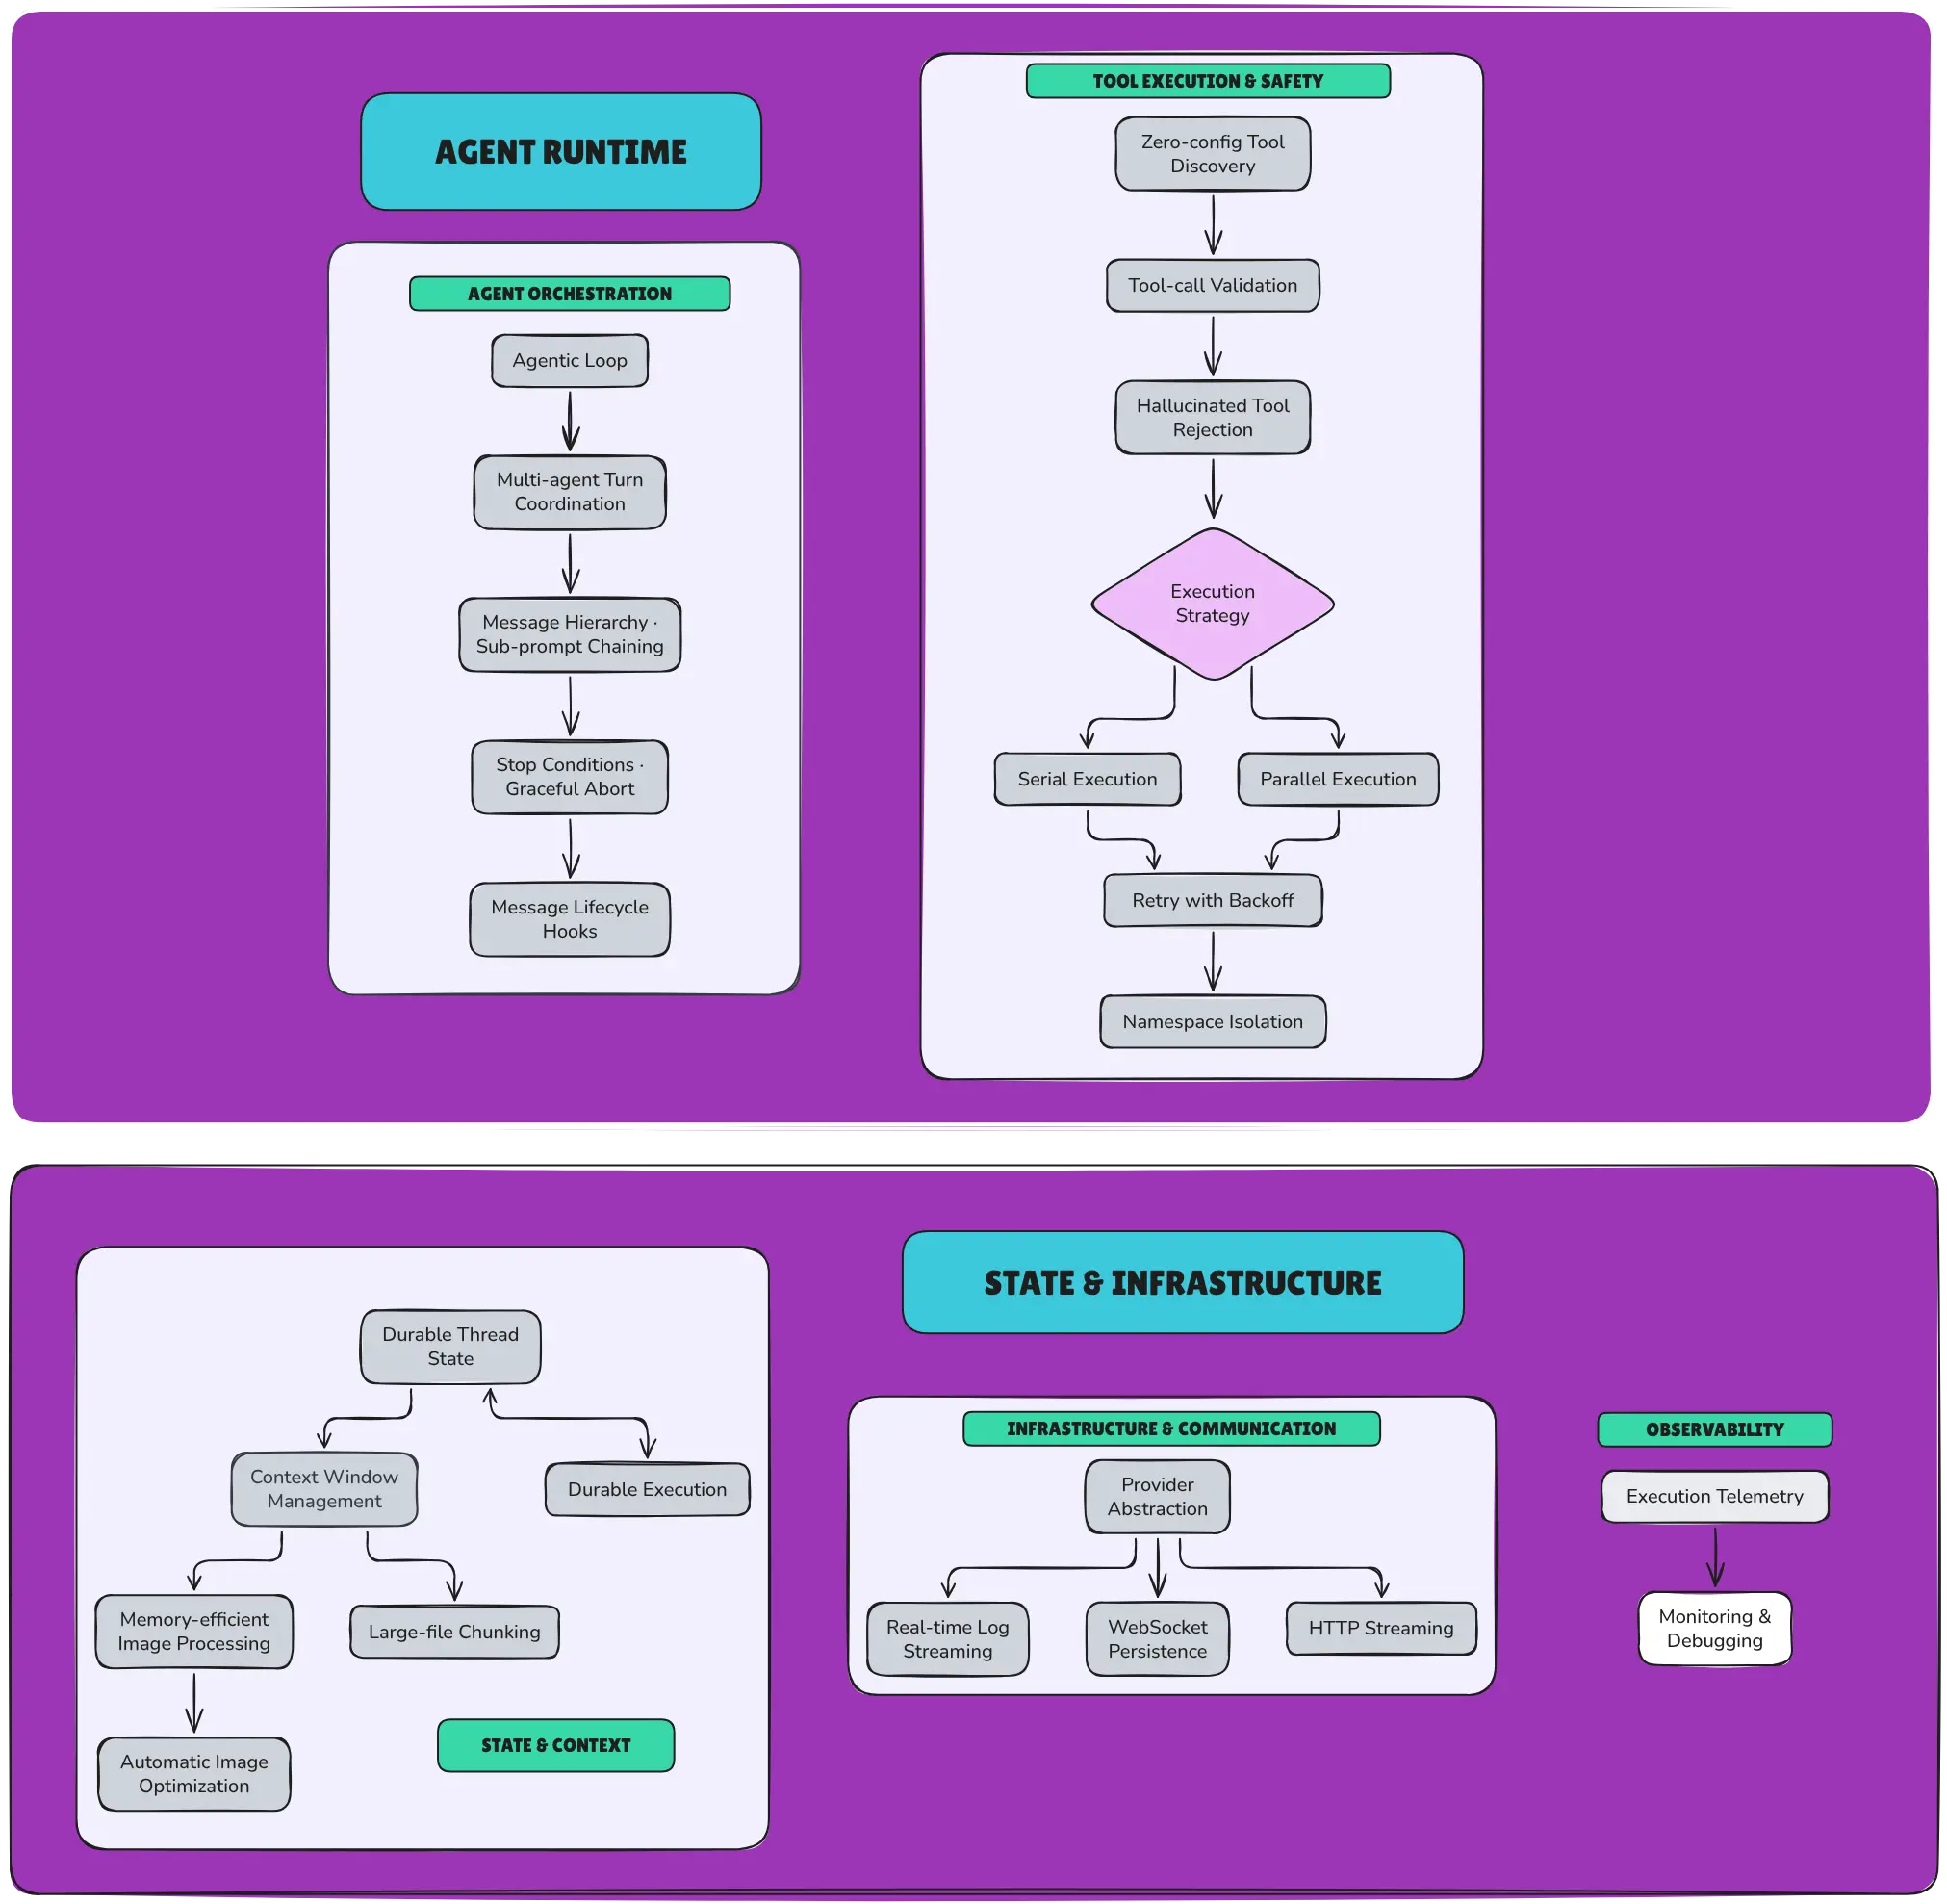 AGENT RUNTIME
AGENT ORCHESTRATION
Agentic Loop
Multi-agent Turn
Coordination
Message Hierarchy ·
Sub-prompt Chaining
Stop Conditions ·
Graceful Abort
Message Lifecycle
Hooks
TOOL EXECUTION & SAFETY
Zero-config Tool
Discovery
Tool-call Validation
Hallucinated Tool
Rejection
Execution
Strategy
Serial Execution
Parallel Execution
Retry with Backoff
Namespace Isolation
STATE & INFRASTRUCTURE
Durable Thread
State
Context Window
Management
Durable Execution
Memory-efficient
Image Processing
Large-file Chunking
Automatic Image
Optimization
STATE & CONTEXT
INFRASTRUCTURE & COMMUNICATION
Provider
Abstraction
Real-time Log
Streaming
WebSocket
Persistence
HTTP Streaming
OBSERVABILITY
Execution Telemetry
Monitoring &
Debugging